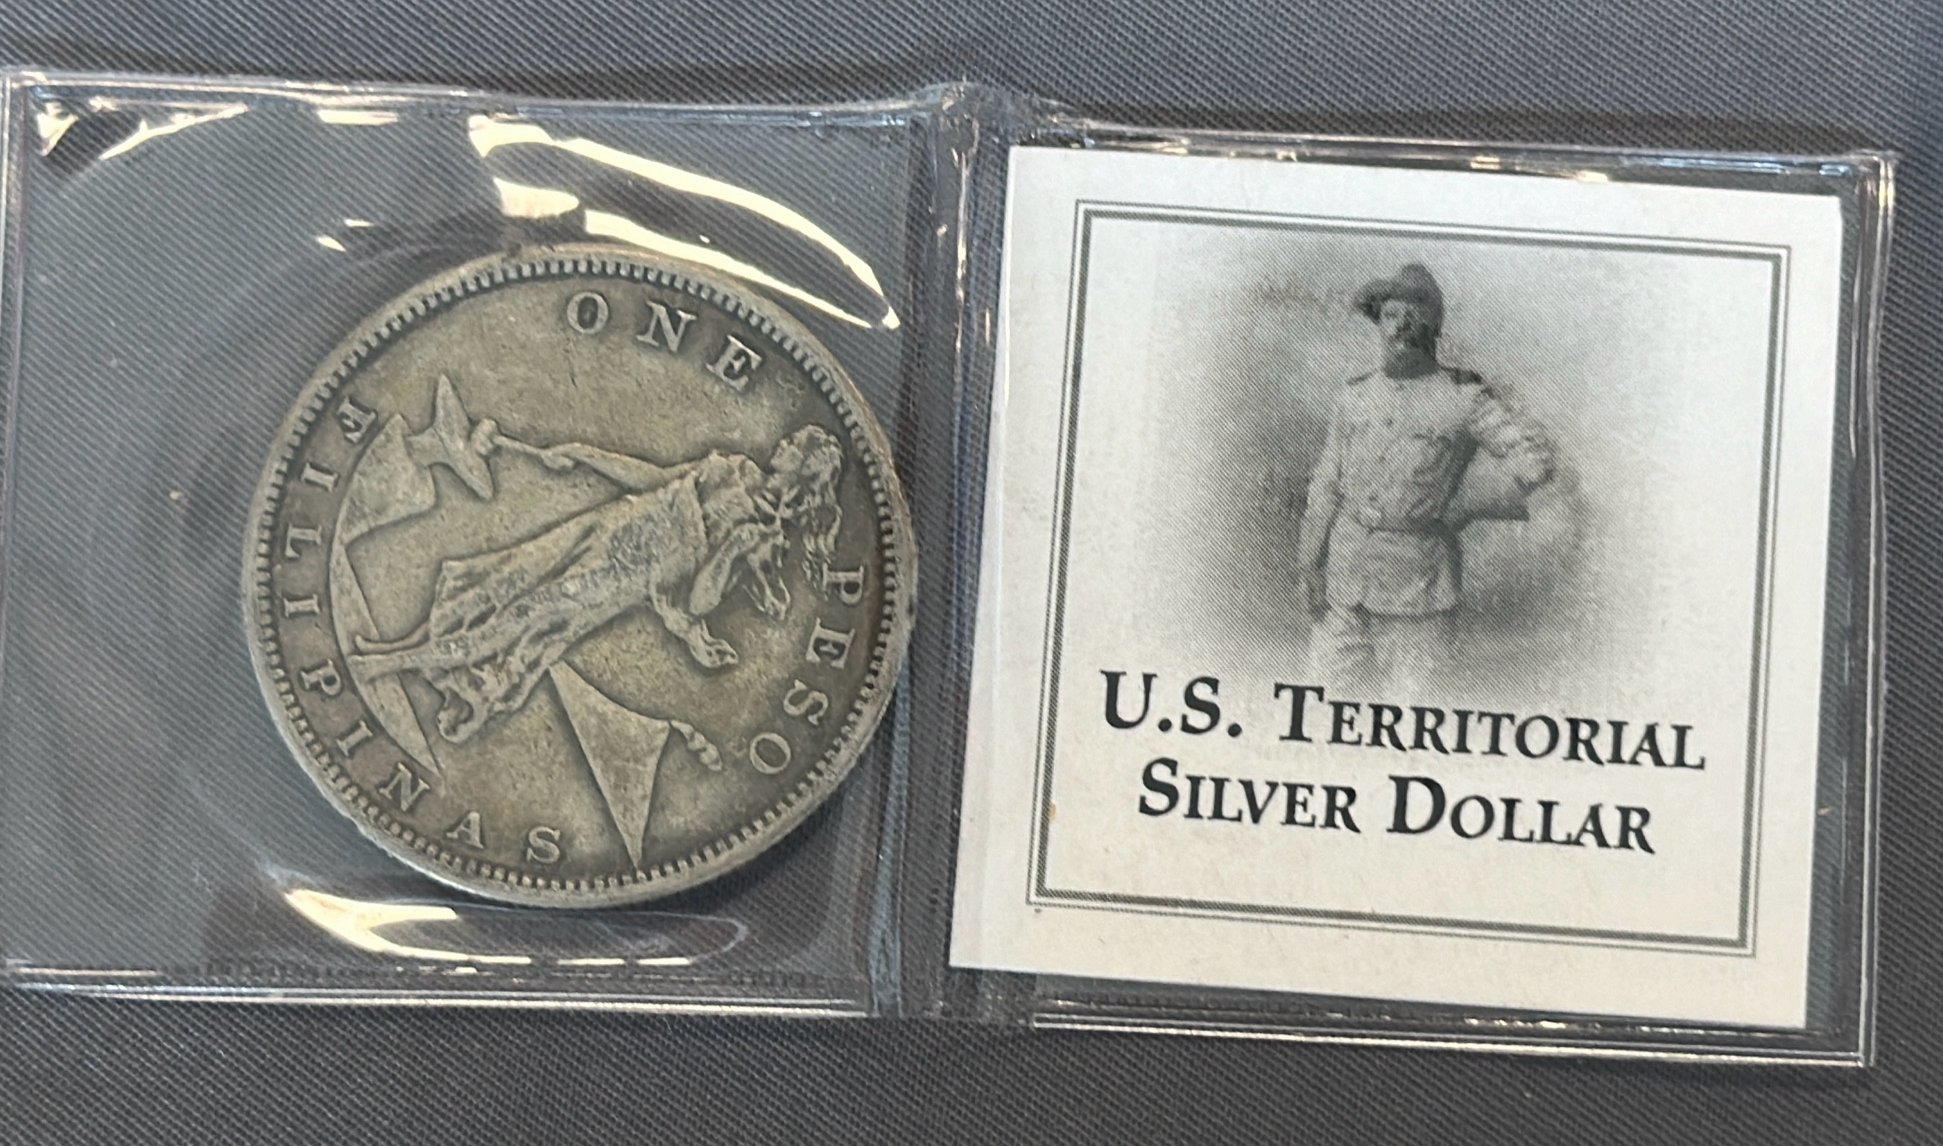 ONE PESO
FILIPINAS
U.S. TERRITORIAL
SILVER DOLLAR